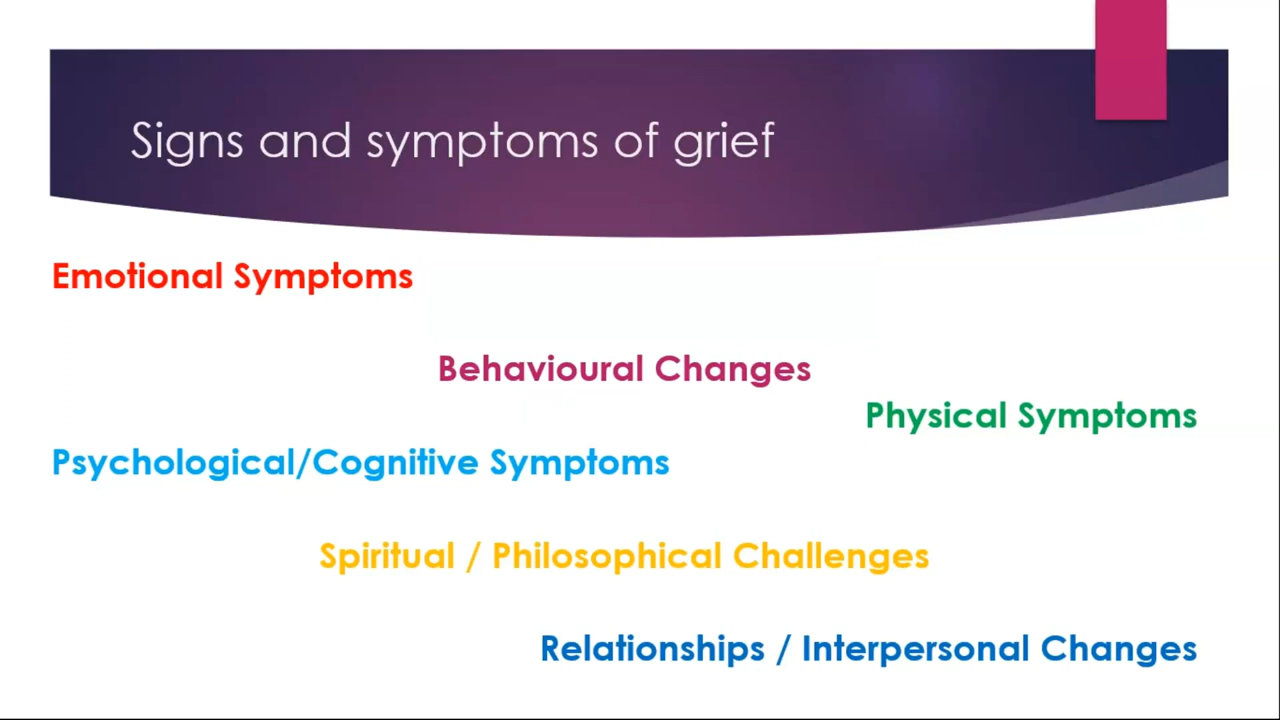 Signs and symptoms of grief
Emotional Symptoms
Behavioural Changes
Physical Symptoms
Psychological/Cognitive Symptoms
Spiritual / Philosophical Challenges
Relationships / Interpersonal Changes